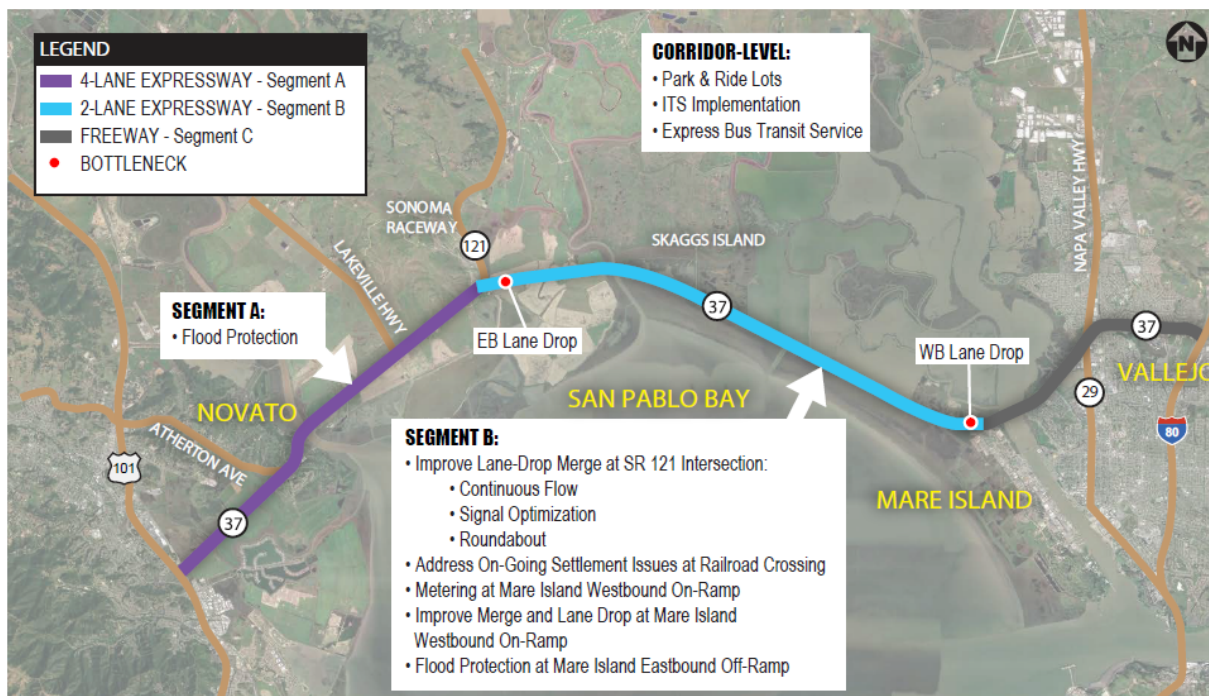 LEGEND
4-LANE EXPRESSWAY - Segment A
2-LANE EXPRESSWAY - Segment B
FREEWAY - Segment C
BOTTLENECK
CORRIDOR-LEVEL:
• Park & Ride Lots
• ITS Implementation
• Express Bus Transit Service
N
SONOMA
RACEWAY
121
SKAGGS ISLAND
NAPA VALLEY HWY
LAKEVILLE HWY
SEGMENT A:
• Flood Protection
EB Lane Drop
37
WB Lane Drop
37
VALLEJO
29
80
NOVATO
SAN PABLO BAY
ATHERTON AVE
101
37
MARE ISLAND
SEGMENT B:
• Improve Lane-Drop Merge at SR 121 Intersection:
• Continuous Flow
• Signal Optimization
• Roundabout
• Address On-Going Settlement Issues at Railroad Crossing
• Metering at Mare Island Westbound On-Ramp
• Improve Merge and Lane Drop at Mare Island
Westbound On-Ramp
• Flood Protection at Mare Island Eastbound Off-Ramp